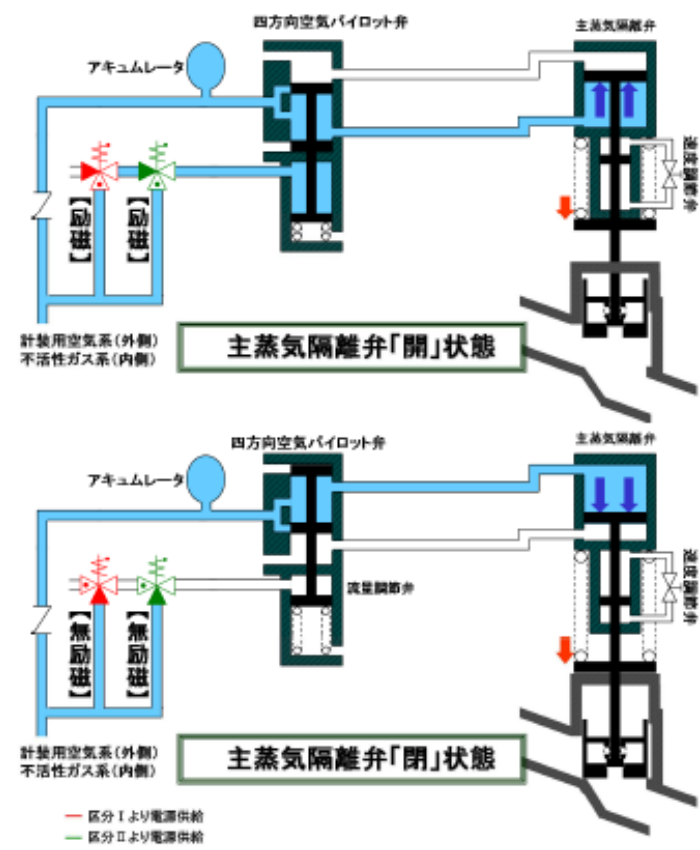 四方向空気パイロット弁
主蒸気隔離弁
アキュムレータ
速度調節弁
【励磁】
【励磁】
計装用空気系(外側)
不活性ガス系(内側)
主蒸気隔離弁「開」状態
四方向空気パイロット弁
主蒸気隔離弁
アキュムレータ
速度調節弁
流量調節弁
【無励磁】
【無励磁】
計装用空気系(外側)
不活性ガス系(内側)
主蒸気隔離弁「閉」状態
区分Ⅰより電源供給
区分Ⅱより電源供給